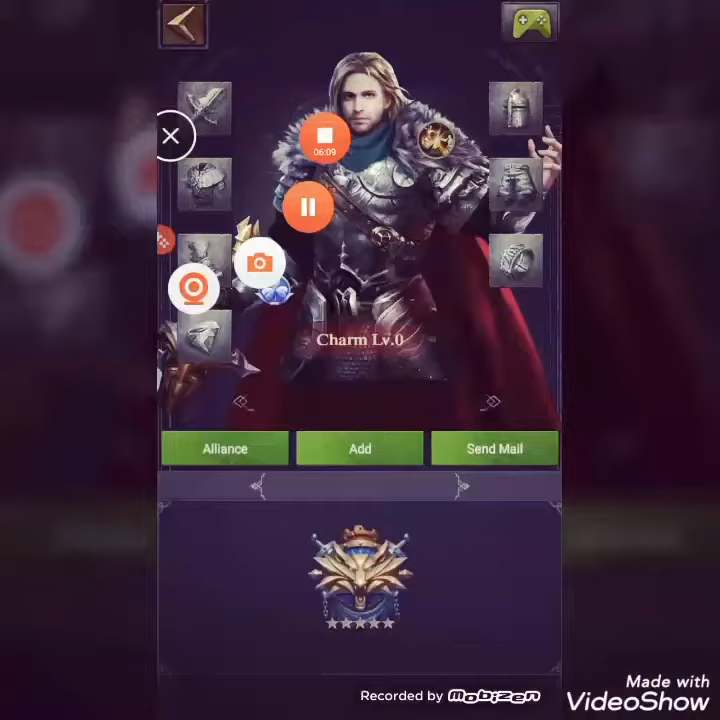 06:09
Charm Lv.0
Alliance
Add
Send Mail
Recorded by Mobizen
Made with
VideoShow